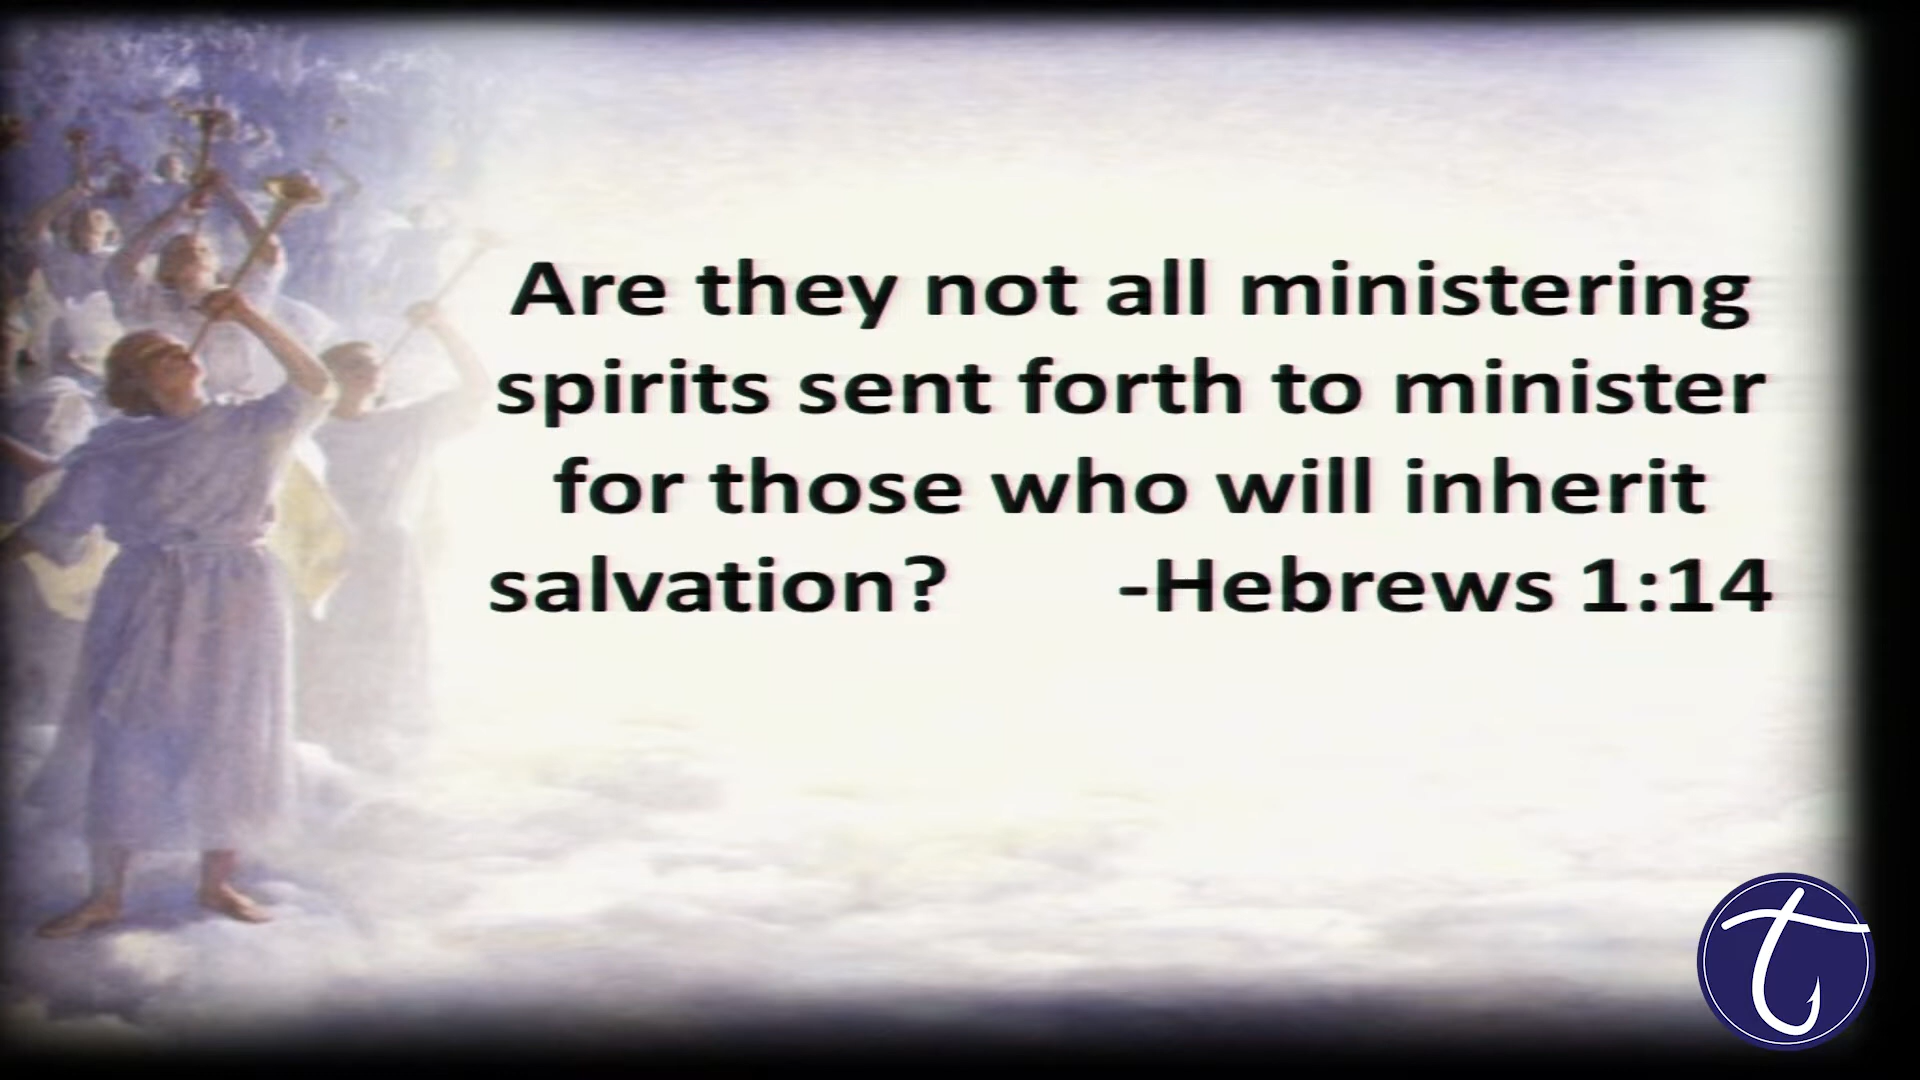 Are they not all ministering
spirits sent forth to minister
for those who will inherit
salvation? -Hebrews 1:14